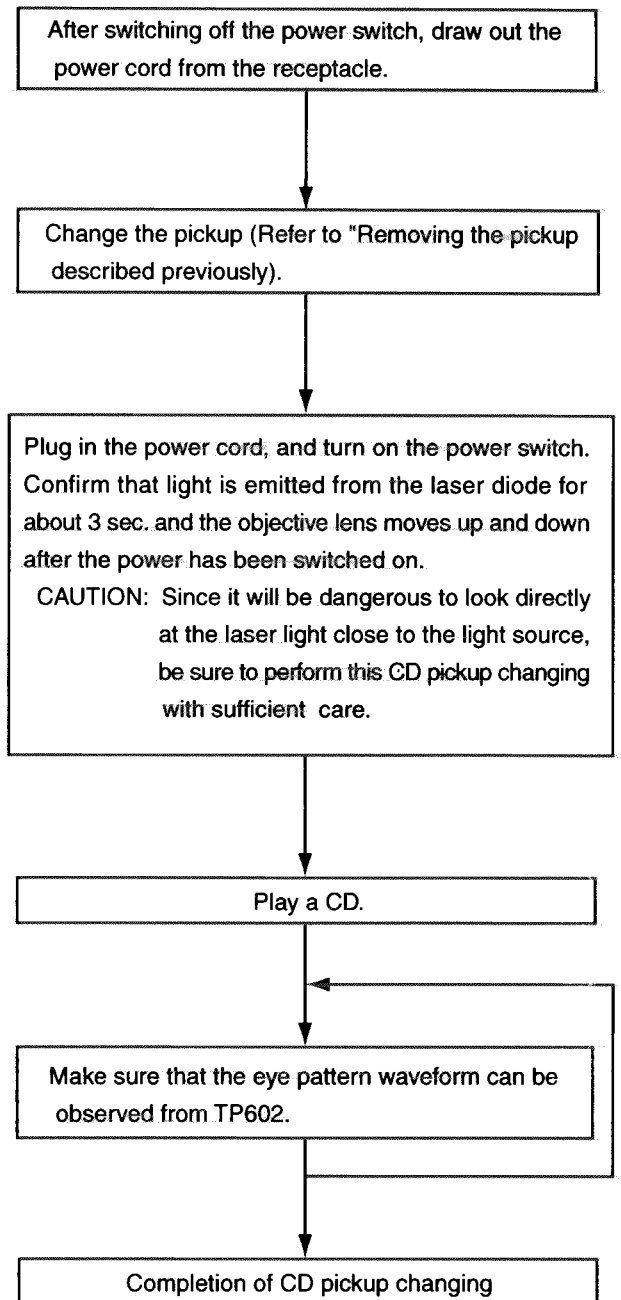 After switching off the power switch, draw out the
power cord from the receptacle.
Change the pickup (Refer to "Removing the pickup
described previously).
Plug in the power cord, and turn on the power switch.
Confirm that light is emitted from the laser diode for
about 3 sec. and the objective lens moves up and down
after the power has been switched on.
CAUTION: Since it will be dangerous to look directly
at the laser light close to the light source,
be sure to perform this CD pickup changing
with sufficient care.
Play a CD.
Make sure that the eye pattern waveform can be
observed from TP602.
Completion of CD pickup changing